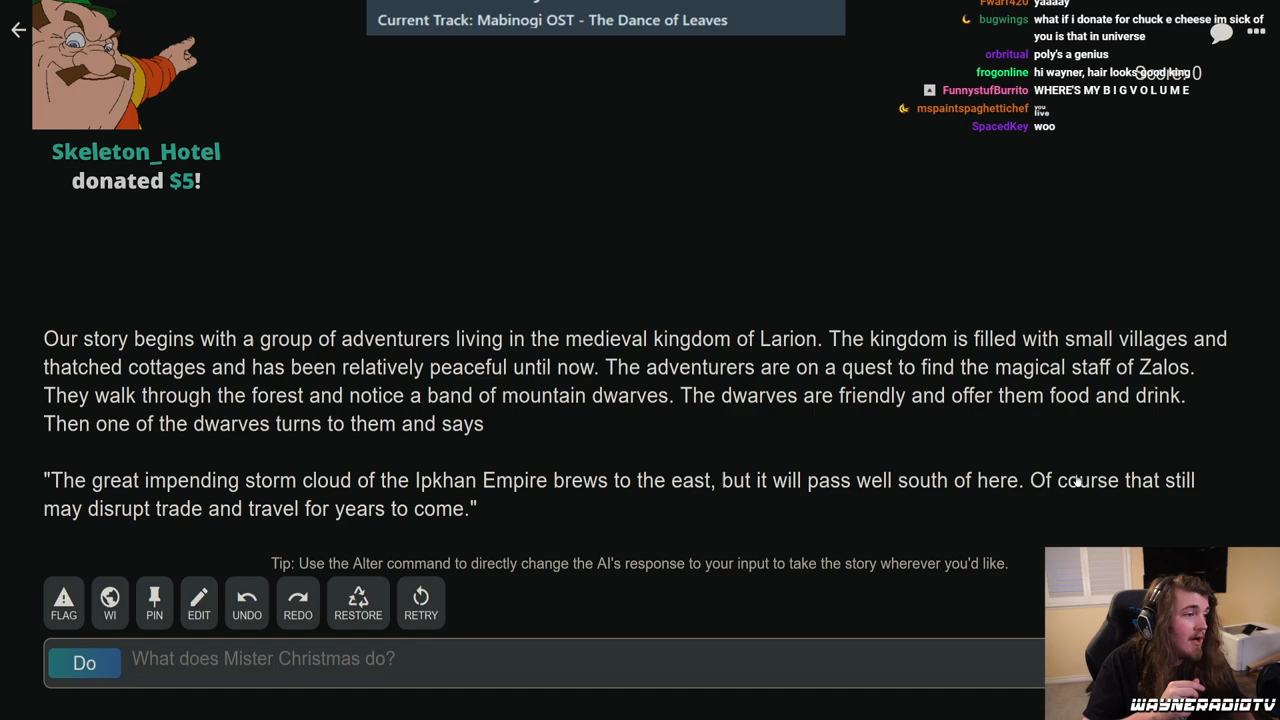 Current Track: Mabinogi OST - The Dance of Leaves
Fwar1420 yaaaay
bugwings what if i donate for chuck e cheese im sick of
you is that in universe
orbritual poly's a genius
frogonline hi wayner, hair looks good king
Score: 0
FunnystufBurrito WHERE'S MY B I G V O L U M E
mspaintspaghettichef you live
SpacedKey woo
Skeleton_Hotel
donated $5!
Our story begins with a group of adventurers living in the medieval kingdom of Larion. The kingdom is filled with small villages and
thatched cottages and has been relatively peaceful until now. The adventurers are on a quest to find the magical staff of Zalos.
They walk through the forest and notice a band of mountain dwarves. The dwarves are friendly and offer them food and drink.
Then one of the dwarves turns to them and says
"The great impending storm cloud of the Ipkhan Empire brews to the east, but it will pass well south of here. Of course that still
may disrupt trade and travel for years to come."
Tip: Use the Alter command to directly change the AI's response to your input to take the story wherever you'd like.
FLAG WI PIN EDIT UNDO REDO RESTORE RETRY
Do What does Mister Christmas do?
WAYNERADIOTV